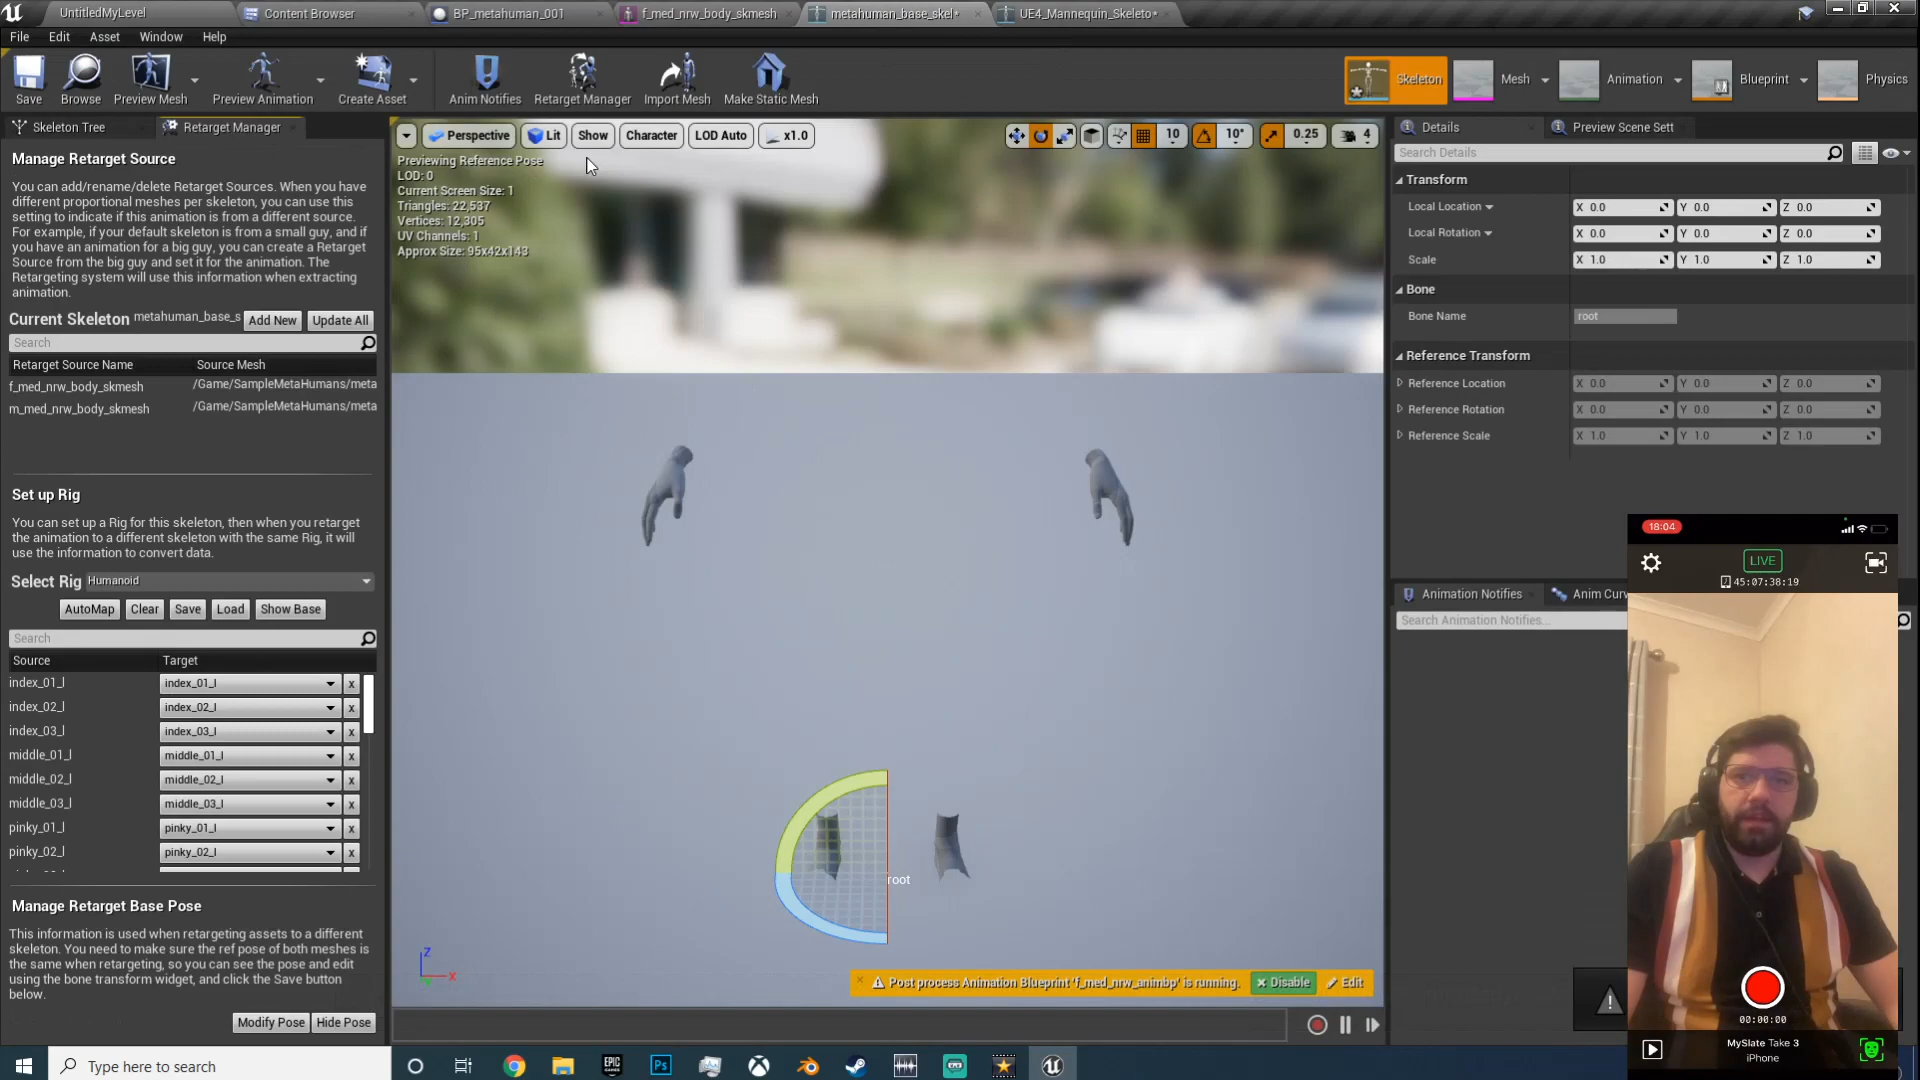 UntitledMyLevel
Content Browser
BP_metahuman_001
f_med_nrw_body_skmesh
metahuman_base_skel*
UE4_Mannequin_Skeleto*
File Edit Asset Window Help
Save Browse Preview Mesh Preview Animation Create Asset Anim Notifies Retarget Manager Import Mesh Make Static Mesh
Skeleton Mesh Animation Blueprint Physics
Skeleton Tree
Retarget Manager
Manage Retarget Source
You can add/rename/delete Retarget Sources. When you have
different proportional meshes per skeleton, you can use this
setting to indicate if this animation is from a different source.
For example, if your default skeleton is from a small guy, and if
you have an animation for a big guy, you can create a Retarget
Source from the big guy and set it for the animation. The
Retargeting system will use this information when extracting
animation.
Current Skeleton metahuman_base_s Add New Update All
Search
Retarget Source Name Source Mesh
f_med_nrw_body_skmesh /Game/SampleMetaHumans/meta
m_med_nrw_body_skmesh /Game/SampleMetaHumans/meta
Set up Rig
You can set up a Rig for this skeleton, then when you retarget
the animation to a different skeleton with the same Rig, it will
use the information to convert data.
Select Rig Humanoid
AutoMap Clear Save Load Show Base
Search
Source Target
index_01_l index_01_l x
index_02_l index_02_l x
index_03_l index_03_l x
middle_01_l middle_01_l x
middle_02_l middle_02_l x
middle_03_l middle_03_l x
pinky_01_l pinky_01_l x
pinky_02_l pinky_02_l x
Manage Retarget Base Pose
This information is used when retargeting assets to a different
skeleton. You need to make sure the ref pose of both meshes is
the same when retargeting, so you can see the pose and edit
using the bone transform widget, and click the Save button
below.
Modify Pose Hide Pose
Perspective Lit Show Character LOD Auto x1.0
10 10° 0.25 4
Previewing Reference Pose
LOD: 0
Current Screen Size: 1
Triangles: 22,537
Vertices: 12,305
UV Channels: 1
Approx Size: 95x42x143
root
Z
X
Post process Animation Blueprint 'f_med_nrw_animbp' is running. Disable Edit
Details
Preview Scene Sett
Search Details
Transform
Local Location X 0.0 Y 0.0 Z 0.0
Local Rotation X 0.0 Y 0.0 Z 0.0
Scale X 1.0 Y 1.0 Z 1.0
Bone
Bone Name root
Reference Transform
Reference Location X 0.0 Y 0.0 Z 0.0
Reference Rotation X 0.0 Y 0.0 Z 0.0
Reference Scale X 1.0 Y 1.0 Z 1.0
Animation Notifies
Anim Curv
Search Animation Notifies...
18:04
LIVE
45:07:38:19
00:00:00
MySlate Take 3
iPhone
Type here to search
EPIC GAMES
Ps